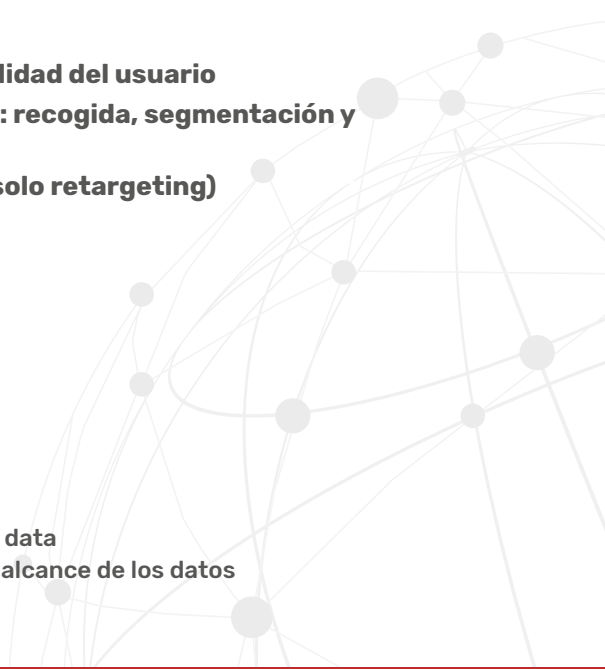 lidad del usuario
: recogida, segmentación y
solo retargeting)
data
alcance de los datos